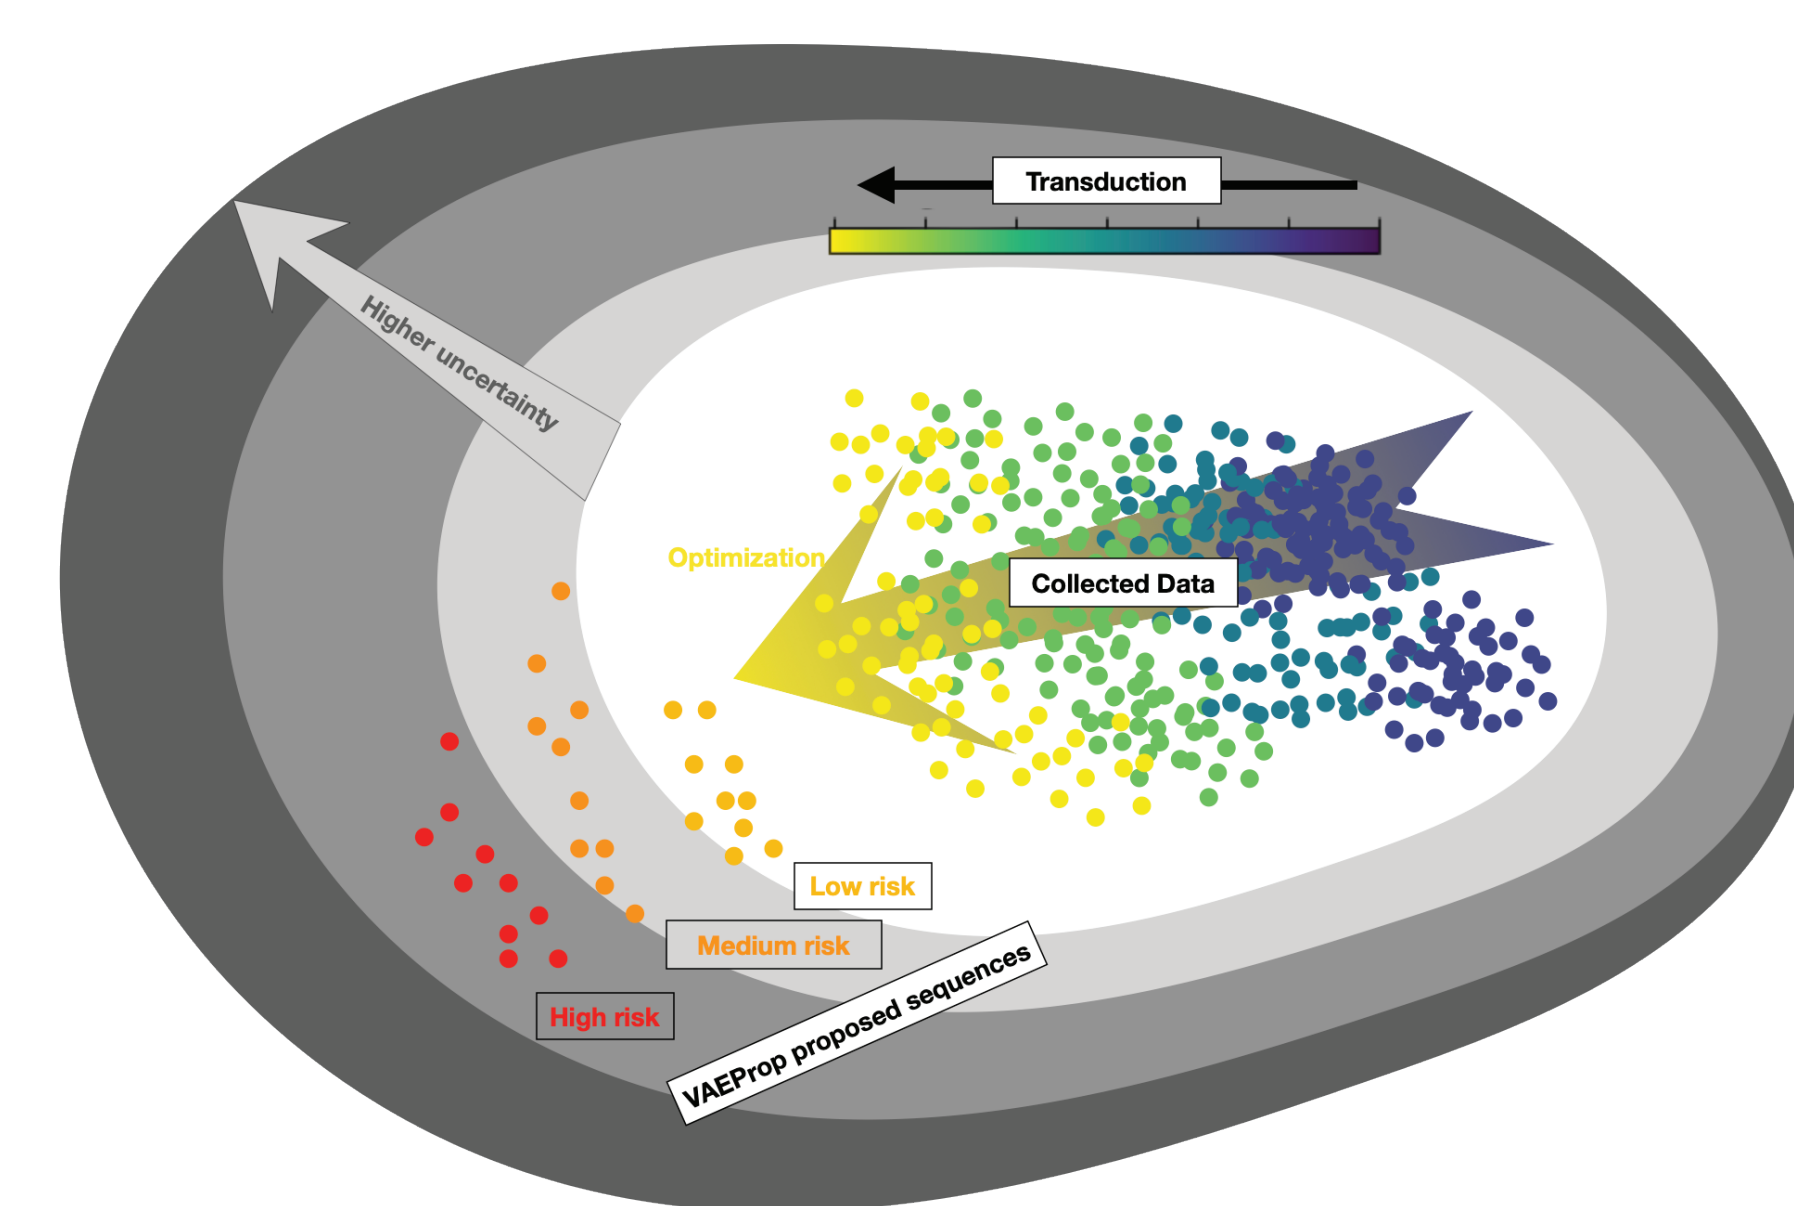 Transduction
Higher uncertainty
Optimization
Collected Data
Low risk
Medium risk
High risk
VAEProp proposed sequences